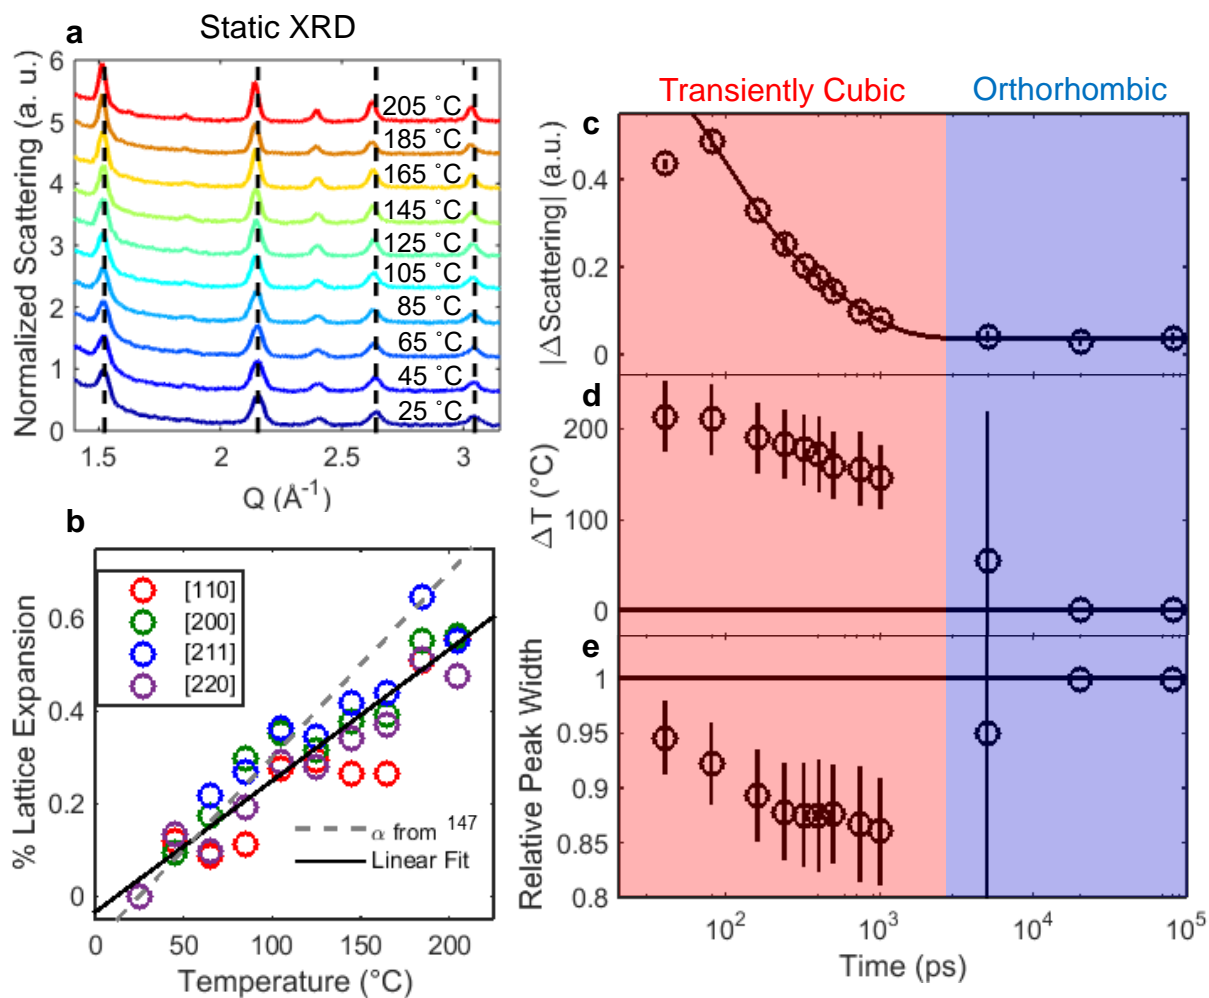 a
Static XRD
Normalized Scattering (a. u.)
6
5
4
3
2
1
0
205 ˚C
185 ˚C
165 ˚C
145 ˚C
125 ˚C
105 ˚C
85 ˚C
65 ˚C
45 ˚C
25 ˚C
1.5
2
2.5
3
Q (Å⁻¹)
b
% Lattice Expansion
0.6
0.4
0.2
0
[110]
[200]
[211]
[220]
α from ¹⁴⁷
Linear Fit
0
50
100
150
200
Temperature (°C)
Transiently Cubic
Orthorhombic
c
|ΔScattering| (a.u.)
0.4
0.2
0
d
ΔT (°C)
200
100
0
e
Relative Peak Width
1
0.95
0.9
0.85
0.8
10²
10³
10⁴
10⁵
Time (ps)